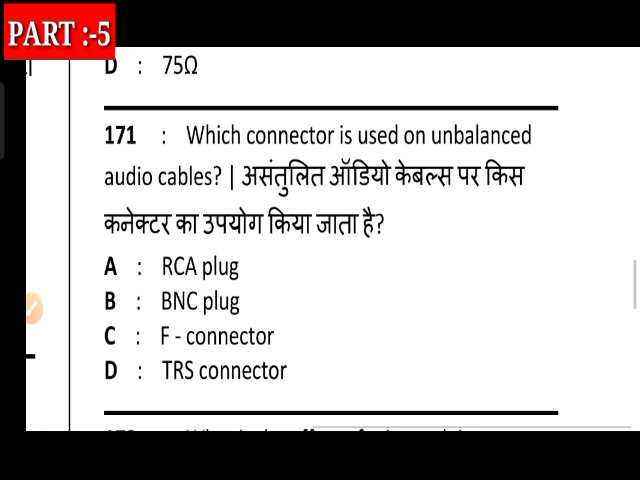 PART :-5
D : 75Ω
171 : Which connector is used on unbalanced
audio cables? | असंतुलित ऑडियो केबल्स पर किस
कनेक्टर का उपयोग किया जाता है?
A : RCA plug
B : BNC plug
C : F - connector
D : TRS connector